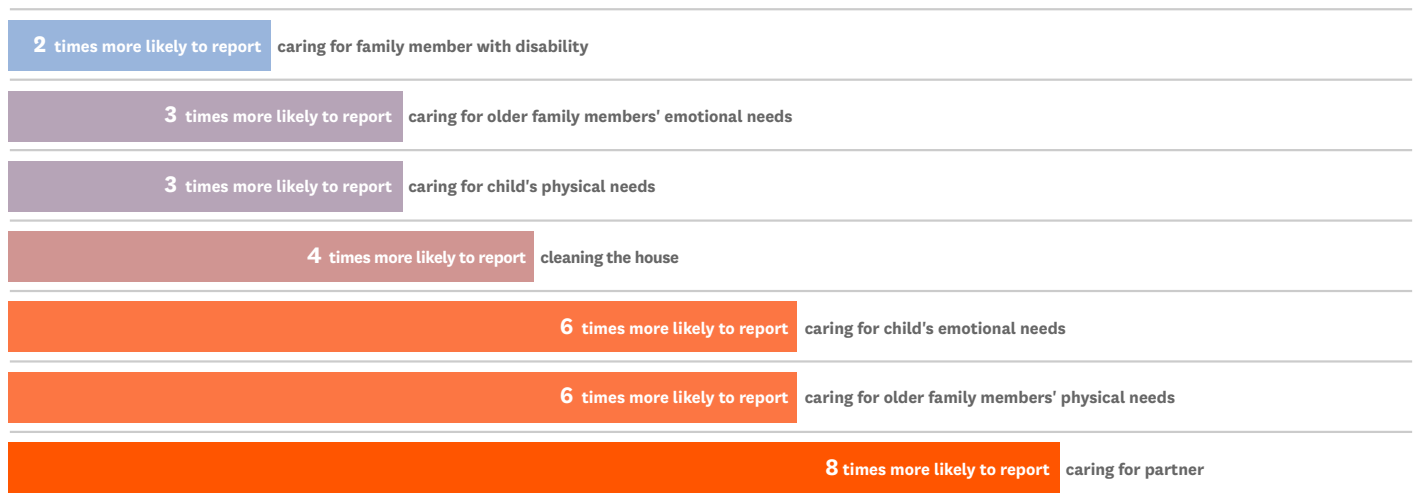 2 times more likely to report caring for family member with disability
3 times more likely to report caring for older family members' emotional needs
3 times more likely to report caring for child's physical needs
4 times more likely to report cleaning the house
6 times more likely to report caring for child's emotional needs
6 times more likely to report caring for older family members' physical needs
8 times more likely to report caring for partner